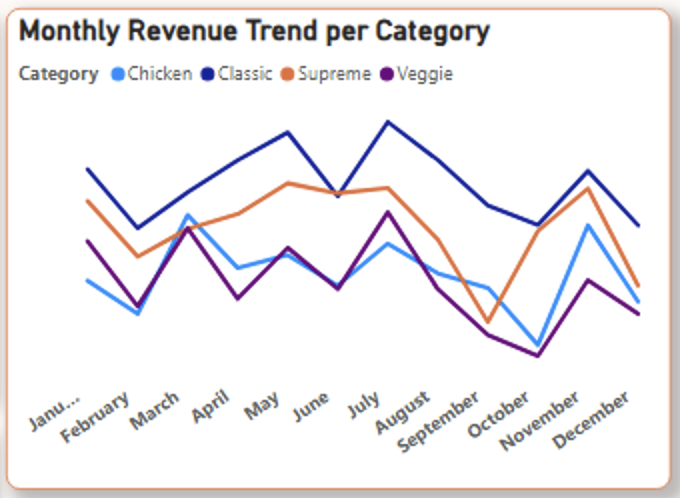 Monthly Revenue Trend per Category
Category Chicken Classic Supreme Veggie
Janu...
February
March
April
May
June
July
August
September
October
November
December